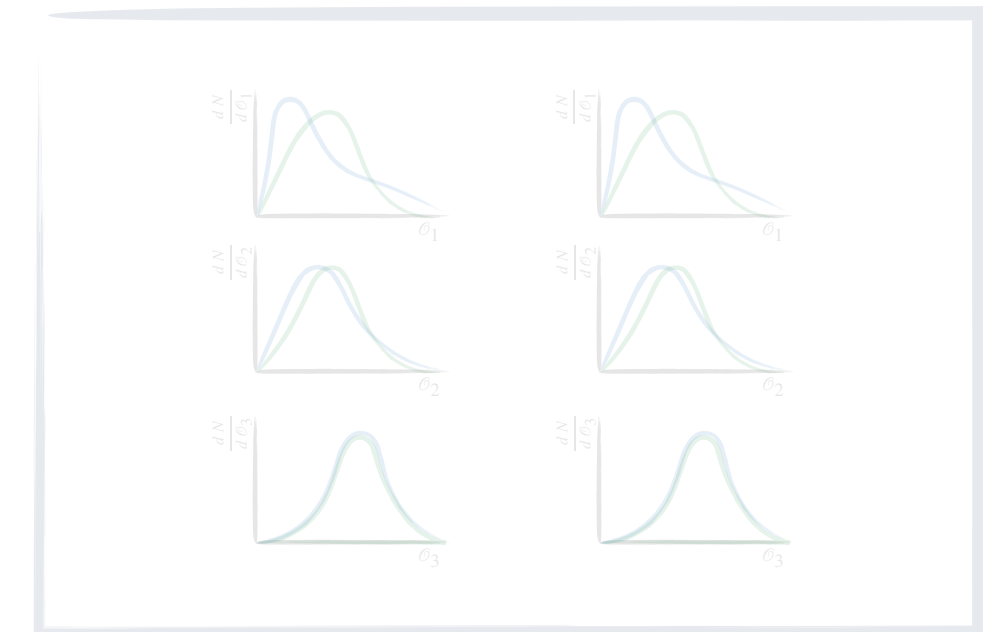 dN/d𝒪1 dN/d𝒪1
𝒪1 𝒪1
dN/d𝒪2 dN/d𝒪2
𝒪2 𝒪2
dN/d𝒪3 dN/d𝒪3
𝒪3 𝒪3